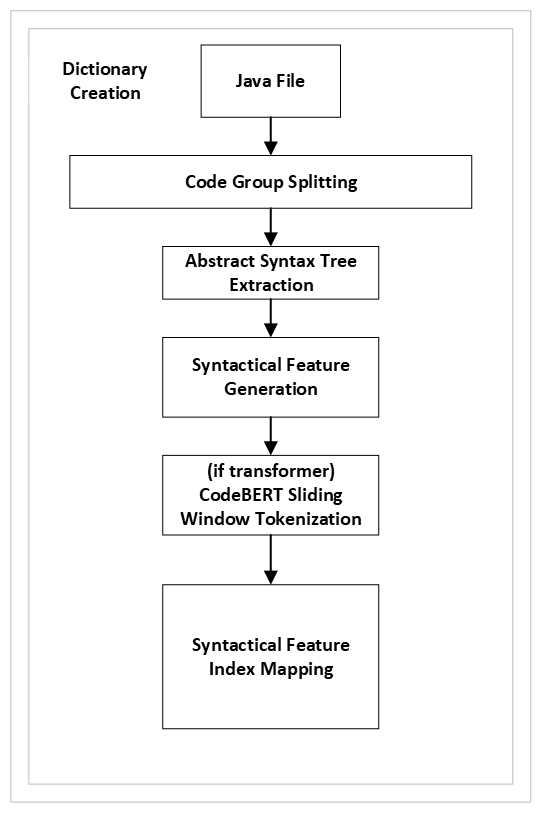 Dictionary
Creation
Java File
Code Group Splitting
Abstract Syntax Tree
Extraction
Syntactical Feature
Generation
(if transformer)
CodeBERT Sliding
Window Tokenization
Syntactical Feature
Index Mapping